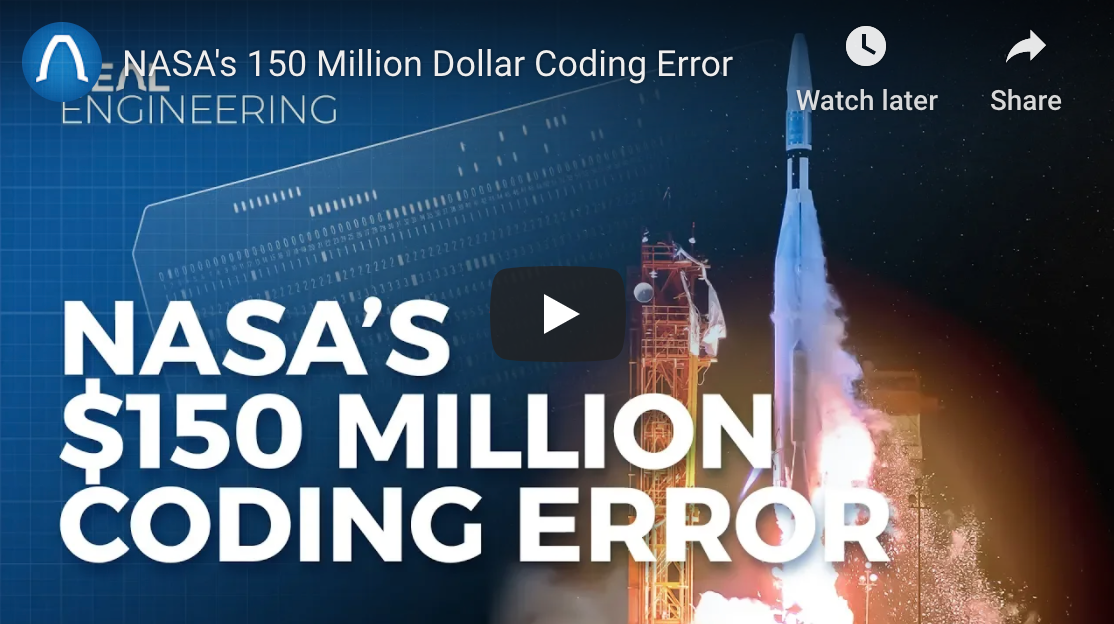 NASA's 150 Million Dollar Coding Error
Watch later
Share
ENGINEERING
NASA'S
$150 MILLION
CODING ERROR